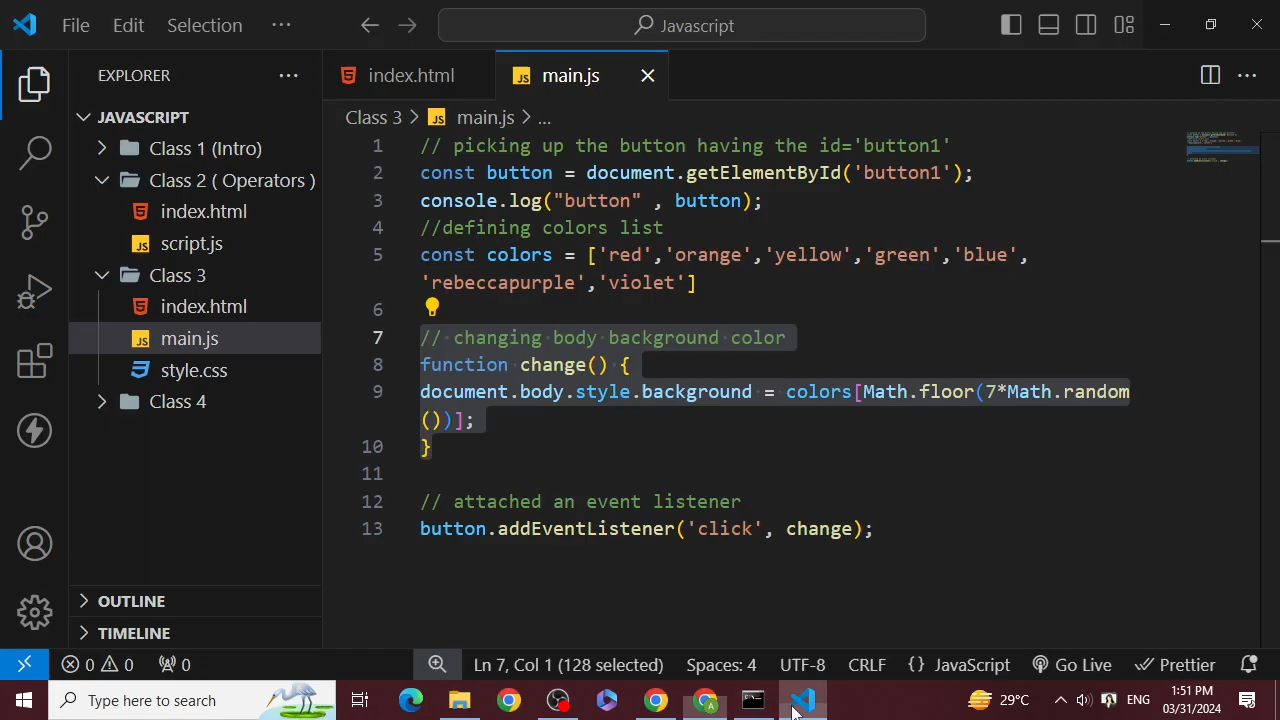 File Edit Selection ··· Javascript
EXPLORER ···
JAVASCRIPT
Class 1 (Intro)
Class 2 ( Operators )
index.html
script.js
Class 3
index.html
main.js
style.css
Class 4
OUTLINE
TIMELINE
index.html
JS main.js
Class 3 > JS main.js > ...
1 // picking up the button having the id='button1'
2 const button = document.getElementById('button1');
3 console.log("button" , button);
4 //defining colors list
5 const colors = ['red','orange','yellow','green','blue',
'rebeccapurple','violet']
6
7 // changing body background color
8 function change() {
9 document.body.style.background = colors[Math.floor(7*Math.random
())];
10 }
11
12 // attached an event listener
13 button.addEventListener('click', change);
0 0 0 Ln 7, Col 1 (128 selected) Spaces: 4 UTF-8 CRLF {} JavaScript Go Live Prettier
Type here to search 29°C ENG
1:51 PM
03/31/2024